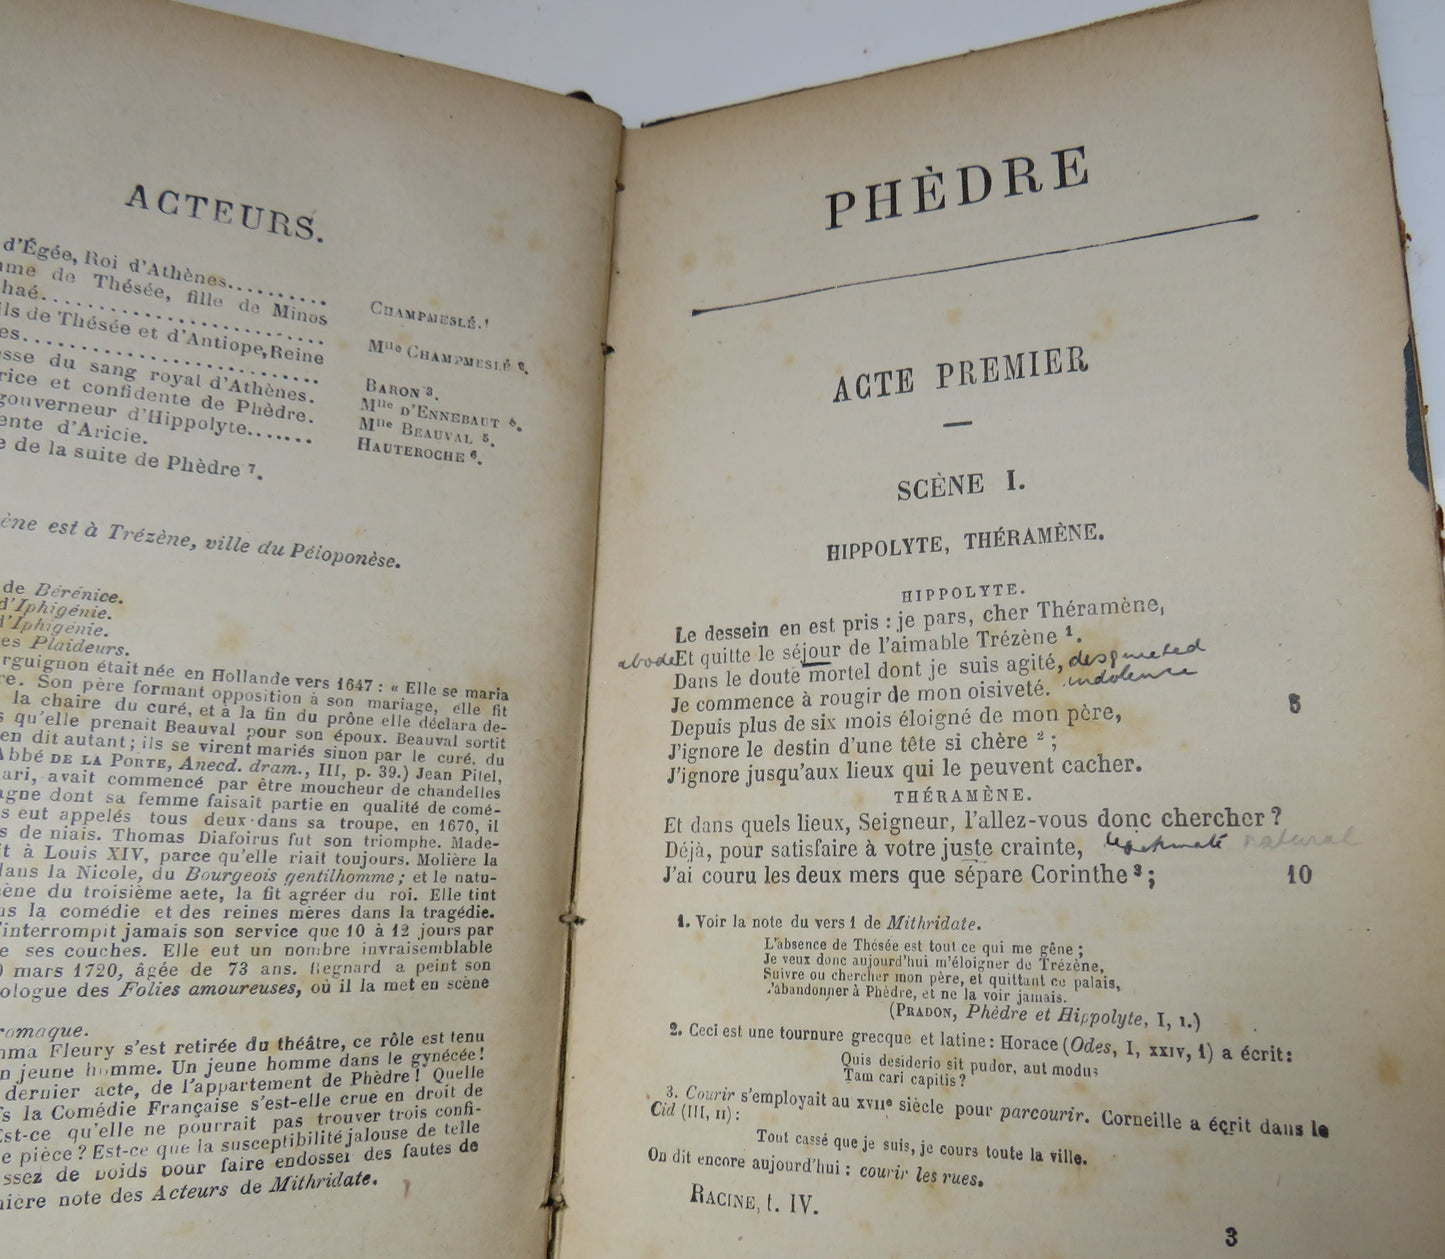 ACTEURS.
d'Égée, Roi d'Athènes..........
CHAMPMESLÉ.¹
de Thésée, fille de Minos
Mlle CHAMPMESLÉ ².
ils de Thésée et d'Antiope, Reine
BARON ³.
du sang royal d'Athènes.
Mlle D'ENNEBAUT ⁴.
rice et confidente de Phèdre.
Mlle BEAUVAL ⁵.
gouverneur d'Hippolyte.......
HAUTEROCHE ⁶.
d'Aricie.
de la suite de Phèdre ⁷.
est à Trézène, ville du Péloponèse.
de Bérénice.
d'Iphigénie.
d'Iphigénie.
Plaideurs.
était née en Hollande vers 1647 : « Elle se maria
Son père formant opposition à son mariage, elle fit
la chaire du curé, et à la fin du prône elle déclara de-
qu'elle prenait Beauval pour son époux. Beauval sortit
en dit autant; ils se virent mariés sinon par le curé, du
Abbé DE LA PORTE, Anecd. dram., III, p. 39.) Jean Pitel,
ari, avait commencé par être moucheur de chandelles
agne dont sa femme faisait partie en qualité de comé-
eut appelés tous deux dans sa troupe, en 1670, il
de niais. Thomas Diafoirus fut son triomphe. Made-
t à Louis XIV, parce qu'elle riait toujours. Molière la
dans la Nicole, du Bourgeois gentilhomme; et le natu-
ène du troisième acte, la fit agréer du roi. Elle tint
la comédie et des reines mères dans la tragédie.
'interrompit jamais son service que 10 à 12 jours par
e ses couches. Elle eut un nombre invraisemblable
mars 1720, âgée de 73 ans. Regnard a peint son
ologue des Folies amoureuses, où il la met en scène
romaque.
ma Fleury s'est retirée du théâtre, ce rôle est tenu
n jeune homme. Un jeune homme dans le gynécée!
dernier acte, de l'appartement de Phèdre! Quelle
la Comédie Française s'est-elle crue en droit de
Est-ce qu'elle ne pourrait pas trouver trois confi-
e pièce? Est-ce que la susceptibilité jalouse de telle
ssez de poids pour faire endosser des fautes de
nière note des Acteurs de Mithridate.
PHÈDRE
ACTE PREMIER
SCÈNE I.
HIPPOLYTE, THÉRAMÈNE.
HIPPOLYTE.
Le dessein en est pris : je pars, cher Théramène,
abode Et quitte le séjour de l'aimable Trézène ¹.
Dans le doute mortel dont je suis agité,
Je commence à rougir de mon oisiveté. indolence
Depuis plus de six mois éloigné de mon père, 5
J'ignore le destin d'une tête si chère ² ;
J'ignore jusqu'aux lieux qui le peuvent cacher.
THÉRAMÈNE.
Et dans quels lieux, Seigneur, l'allez-vous donc chercher ?
Déjà, pour satisfaire à votre juste crainte, natural
J'ai couru les deux mers que sépare Corinthe ³ ; 10
1. Voir la note du vers 1 de Mithridate.
L'absence de Thésée est tout ce qui me gêne ;
Je veux donc aujourd'hui m'éloigner de Trézène,
Suivre ou chercher mon père, et quittant ce palais,
J'abandonner à Phèdre, et ne la voir jamais.
(PRADON, Phèdre et Hippolyte, I, 1.)
2. Ceci est une tournure grecque et latine : Horace (Odes, I, XXIV, 1) a écrit :
Quis desiderio sit pudor, aut modus
Tam cari capitis ?
3. Courir s'employait au XVIIe siècle pour parcourir. Corneille a écrit dans le
Cid (III, II) :
Tout cassé que je suis, je cours toute la ville.
On dit encore aujourd'hui : courir les rues.
RACINE, t. IV.
3